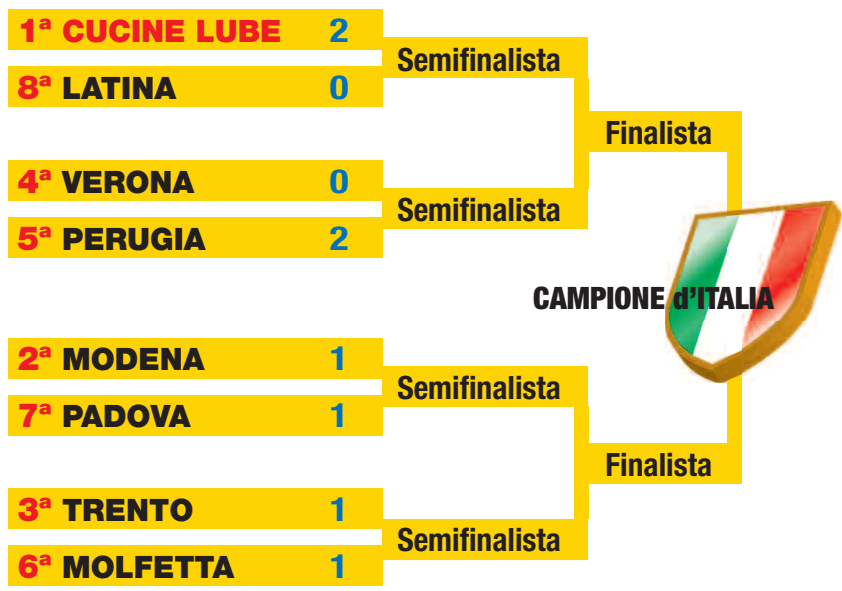 1ª CUCINE LUBE 2
Semifinalista
8ª LATINA 0
Finalista
4ª VERONA 0
Semifinalista
5ª PERUGIA 2
CAMPIONE d'ITALIA
2ª MODENA 1
Semifinalista
7ª PADOVA 1
Finalista
3ª TRENTO 1
Semifinalista
6ª MOLFETTA 1